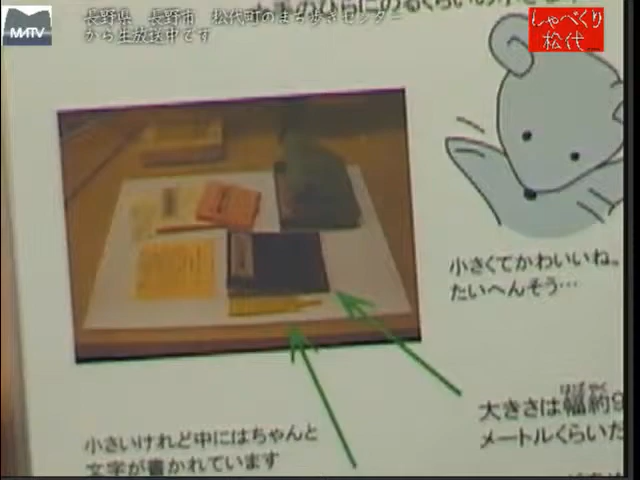 MATV
長野県 長野市 松代町のまち歩きセンター
から生放送中です
しゃべくり
松代
小さくてかわいいね。
たいへんそう…
大きさは幅約9
メートルくらいた
小さいけれど中にはちゃんと
文字が書かれています